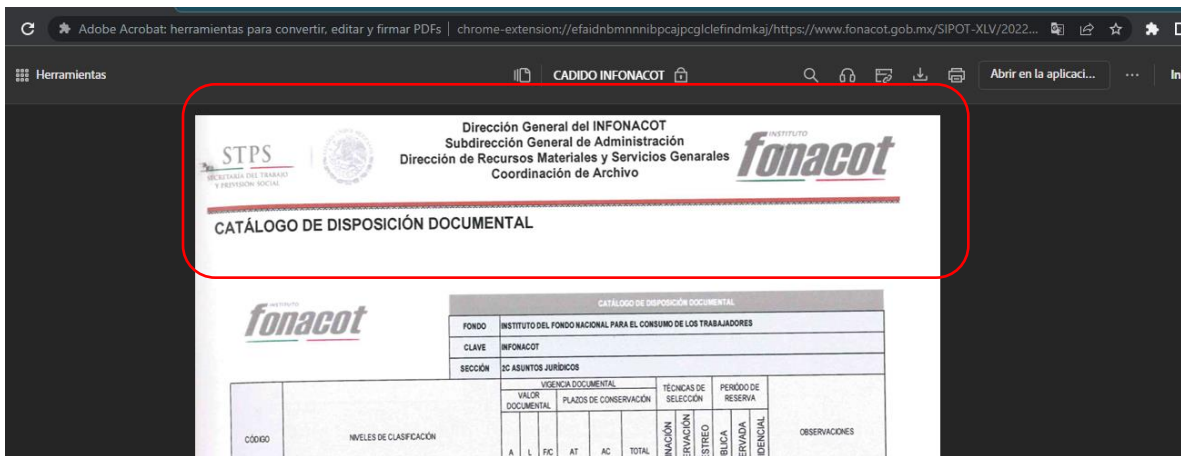 Adobe Acrobat: herramientas para convertir, editar y firmar PDFs | chrome-extension://efaidnbmnnnibpcajpcglclefindmkaj/https://www.fonacot.gob.mx/SIPOT-XLV/2022...
Herramientas
CADIDO INFONACOT
Abrir en la aplicaci...
In
STPS
SECRETARÍA DEL TRABAJO
Y PREVISIÓN SOCIAL
Dirección General del INFONACOT
Subdirección General de Administración
Dirección de Recursos Materiales y Servicios Genarales
Coordinación de Archivo
INSTITUTO
fonacot
CATÁLOGO DE DISPOSICIÓN DOCUMENTAL
INSTITUTO
fonacot
CATÁLOGO DE DISPOSICIÓN DOCUMENTAL
FONDO INSTITUTO DEL FONDO NACIONAL PARA EL CONSUMO DE LOS TRABAJADORES
CLAVE INFONACOT
SECCIÓN 2C ASUNTOS JURÍDICOS
CÓDIGO
NIVELES DE CLASIFICACIÓN
VIGENCIA DOCUMENTAL
VALOR DOCUMENTAL
PLAZOS DE CONSERVACIÓN
TÉCNICAS DE SELECCIÓN
PERIÓDO DE RESERVA
OBSERVACIONES
A L F/C AT AC TOTAL